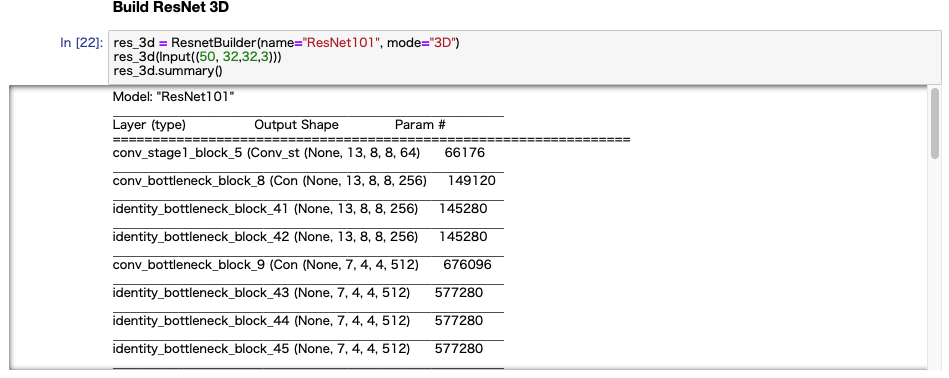 Build ResNet 3D
In [22]: res_3d = ResnetBuilder(name="ResNet101", mode="3D")
res_3d(Input((50, 32,32,3)))
res_3d.summary()
Model: "ResNet101"
Layer (type) Output Shape Param #
=================================================================
conv_stage1_block_5 (Conv_st (None, 13, 8, 8, 64) 66176
conv_bottleneck_block_8 (Con (None, 13, 8, 8, 256) 149120
identity_bottleneck_block_41 (None, 13, 8, 8, 256) 145280
identity_bottleneck_block_42 (None, 13, 8, 8, 256) 145280
conv_bottleneck_block_9 (Con (None, 7, 4, 4, 512) 676096
identity_bottleneck_block_43 (None, 7, 4, 4, 512) 577280
identity_bottleneck_block_44 (None, 7, 4, 4, 512) 577280
identity_bottleneck_block_45 (None, 7, 4, 4, 512) 577280